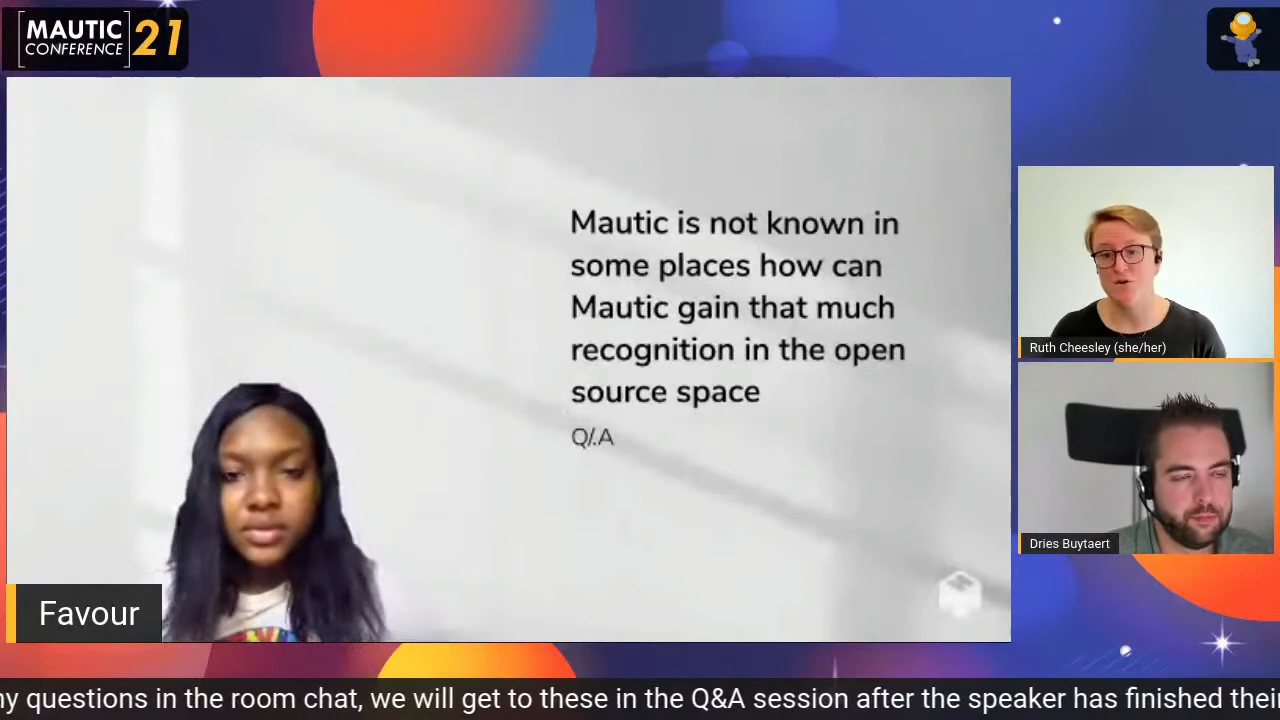 MAUTIC
CONFERENCE
21
Mautic is not known in
some places how can
Mautic gain that much
recognition in the open
source space
Q/.A
Ruth Cheesley (she/her)
Dries Buytaert
Favour
questions in the room chat, we will get to these in the Q&A session after the speaker has finished their